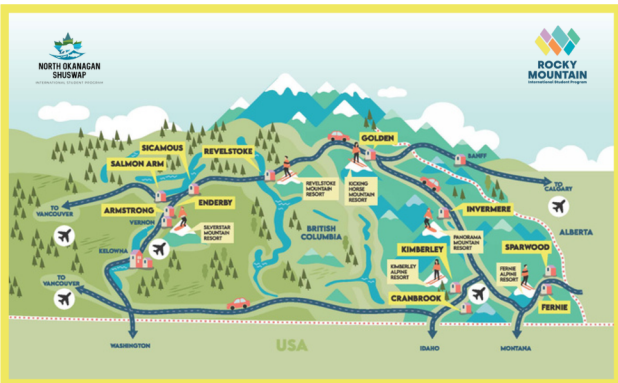 NORTH OKANAGAN
SHUSWAP
INTERNATIONAL STUDENT PROGRAM
ROCKY
MOUNTAIN
International Student Program
GOLDEN
SICAMOUS
REVELSTOKE
SALMON ARM
BANFF
TO
CALGARY
REVELSTOKE
MOUNTAIN
RESORT
KICKING
HORSE
MOUNTAIN
RESORT
TO
VANCOUVER
ARMSTRONG
ENDERBY
VERNON
INVERMERE
SILVERSTAR
MOUNTAIN
RESORT
BRITISH
COLUMBIA
PANORAMA
MOUNTAIN
RESORT
ALBERTA
KELOWNA
KIMBERLEY
SPARWOOD
KIMBERLEY
ALPINE
RESORT
FERNIE
ALPINE
RESORT
TO
VANCOUVER
CRANBROOK
FERNIE
WASHINGTON
USA
IDAHO
MONTANA